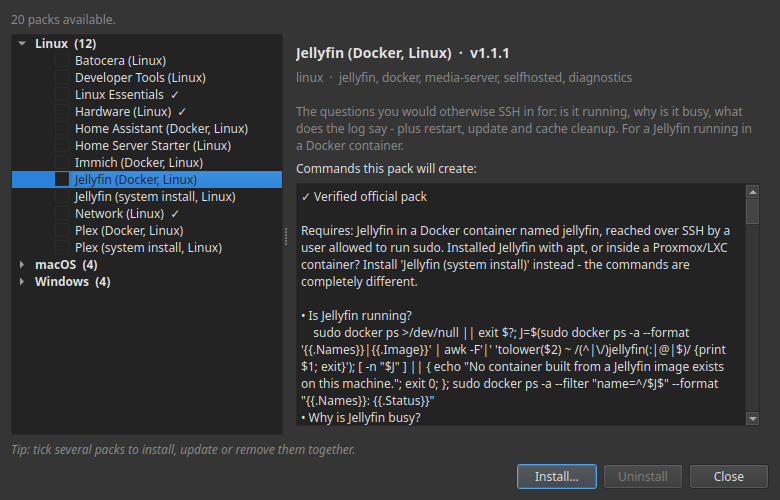 20 packs available.
Linux (12)
Batocera (Linux)
Developer Tools (Linux)
Linux Essentials ✓
Hardware (Linux) ✓
Home Assistant (Docker, Linux)
Home Server Starter (Linux)
Immich (Docker, Linux)
Jellyfin (Docker, Linux)
Jellyfin (system install, Linux)
Network (Linux) ✓
Plex (Docker, Linux)
Plex (system install, Linux)
macOS (4)
Windows (4)
Jellyfin (Docker, Linux) · v1.1.1
linux · jellyfin, docker, media-server, selfhosted, diagnostics
The questions you would otherwise SSH in for: is it running, why is it busy, what
does the log say - plus restart, update and cache cleanup. For a Jellyfin running in
a Docker container.
Commands this pack will create:
✓ Verified official pack
Requires: Jellyfin in a Docker container named jellyfin, reached over SSH by a
user allowed to run sudo. Installed Jellyfin with apt, or inside a Proxmox/LXC
container? Install 'Jellyfin (system install)' instead - the commands are
completely different.
• Is Jellyfin running?
sudo docker ps >/dev/null || exit $?; J=$(sudo docker ps -a --format
'{{.Names}}|{{.Image}}' | awk -F'|' 'tolower($2) ~ /(^|\/)jellyfin(:|@|$)/ {print
$1; exit}'); [ -n "$J" ] || { echo "No container built from a Jellyfin image exists
on this machine."; exit 0; }; sudo docker ps -a --filter "name=^/$J$" --format
"{{.Names}}: {{.Status}}"
• Why is Jellyfin busy?
Tip: tick several packs to install, update or remove them together.
Install...
Uninstall
Close